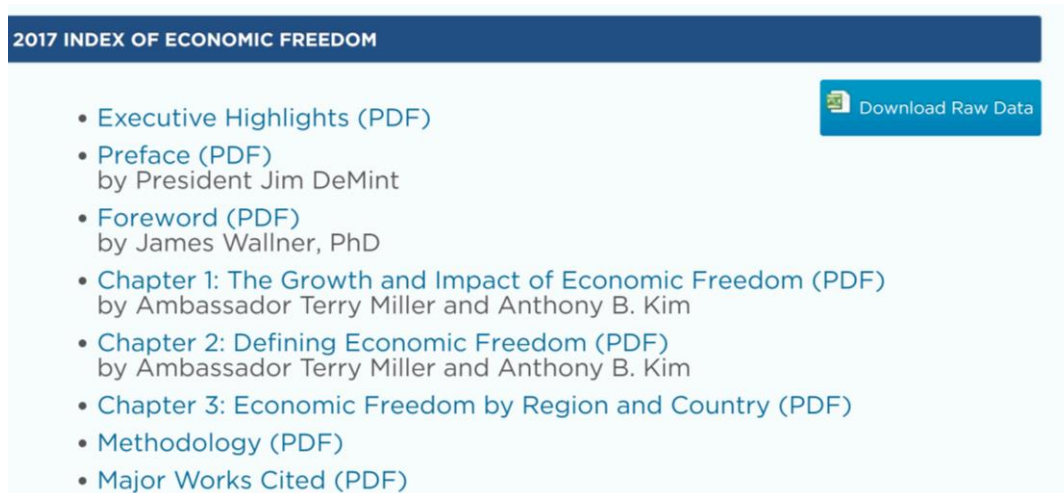 2017 INDEX OF ECONOMIC FREEDOM
Download Raw Data
• Executive Highlights (PDF)
• Preface (PDF)
by President Jim DeMint
• Foreword (PDF)
by James Wallner, PhD
• Chapter 1: The Growth and Impact of Economic Freedom (PDF)
by Ambassador Terry Miller and Anthony B. Kim
• Chapter 2: Defining Economic Freedom (PDF)
by Ambassador Terry Miller and Anthony B. Kim
• Chapter 3: Economic Freedom by Region and Country (PDF)
• Methodology (PDF)
• Major Works Cited (PDF)